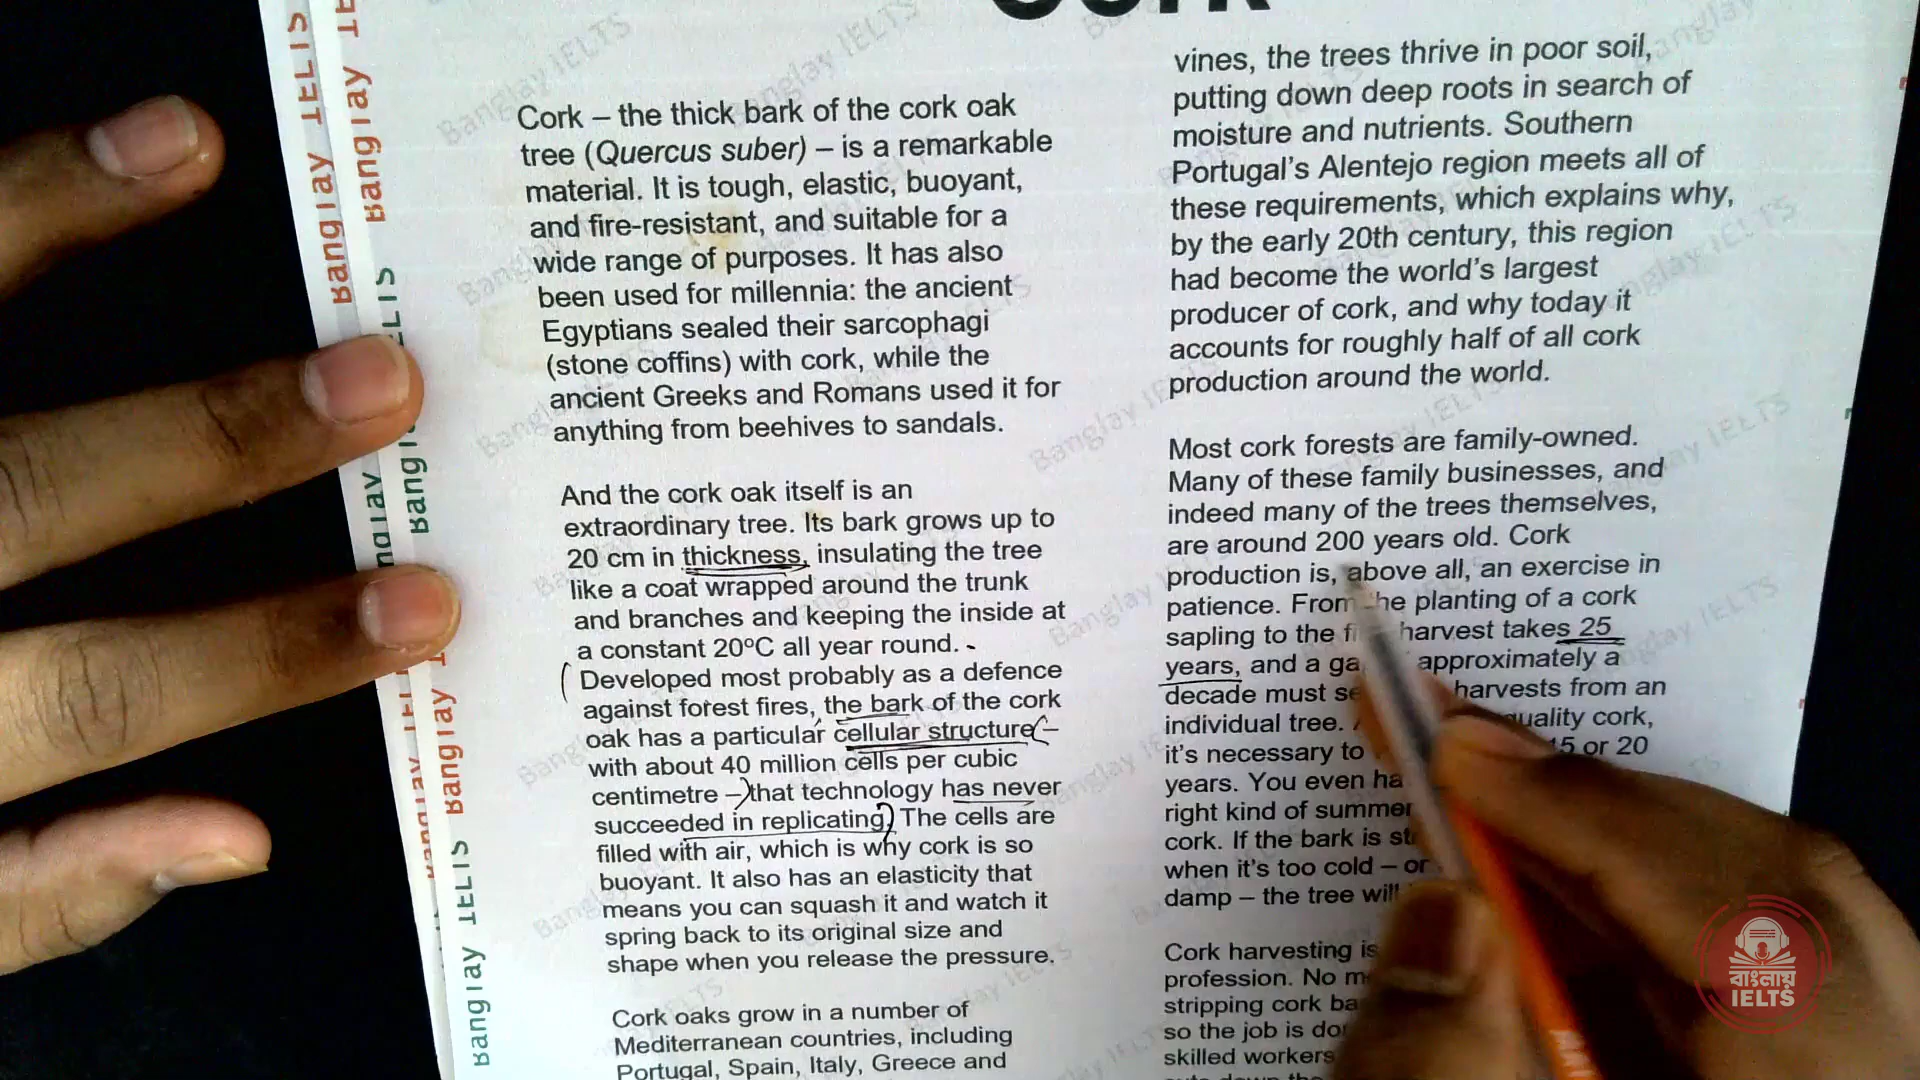 Cork
Cork – the thick bark of the cork oak
tree (Quercus suber) – is a remarkable
material. It is tough, elastic, buoyant,
and fire-resistant, and suitable for a
wide range of purposes. It has also
been used for millennia: the ancient
Egyptians sealed their sarcophagi
(stone coffins) with cork, while the
ancient Greeks and Romans used it for
anything from beehives to sandals.
And the cork oak itself is an
extraordinary tree. Its bark grows up to
20 cm in thickness, insulating the tree
like a coat wrapped around the trunk
and branches and keeping the inside at
a constant 20ºC all year round.
Developed most probably as a defence
against forest fires, the bark of the cork
oak has a particular cellular structure –
with about 40 million cells per cubic
centimetre – that technology has never
succeeded in replicating. The cells are
filled with air, which is why cork is so
buoyant. It also has an elasticity that
means you can squash it and watch it
spring back to its original size and
shape when you release the pressure.
Cork oaks grow in a number of
Mediterranean countries, including
Portugal, Spain, Italy, Greece and
vines, the trees thrive in poor soil,
putting down deep roots in search of
moisture and nutrients. Southern
Portugal's Alentejo region meets all of
these requirements, which explains why,
by the early 20th century, this region
had become the world's largest
producer of cork, and why today it
accounts for roughly half of all cork
production around the world.
Most cork forests are family-owned.
Many of these family businesses, and
indeed many of the trees themselves,
are around 200 years old. Cork
production is, above all, an exercise in
patience. From the planting of a cork
sapling to the harvest takes 25
years, and a approximately a
decade must harvests from an
individual tree. quality cork,
it's necessary to 15 or 20
years. You even
right kind of summer
cork. If the bark is
when it's too cold – or
damp – the tree will
Cork harvesting is
profession. No
stripping cork
so the job is
skilled workers
Banglay IELTS
Banglay IELTS
Banglay IELTS
Banglay IELTS
বাংলায়
IELTS